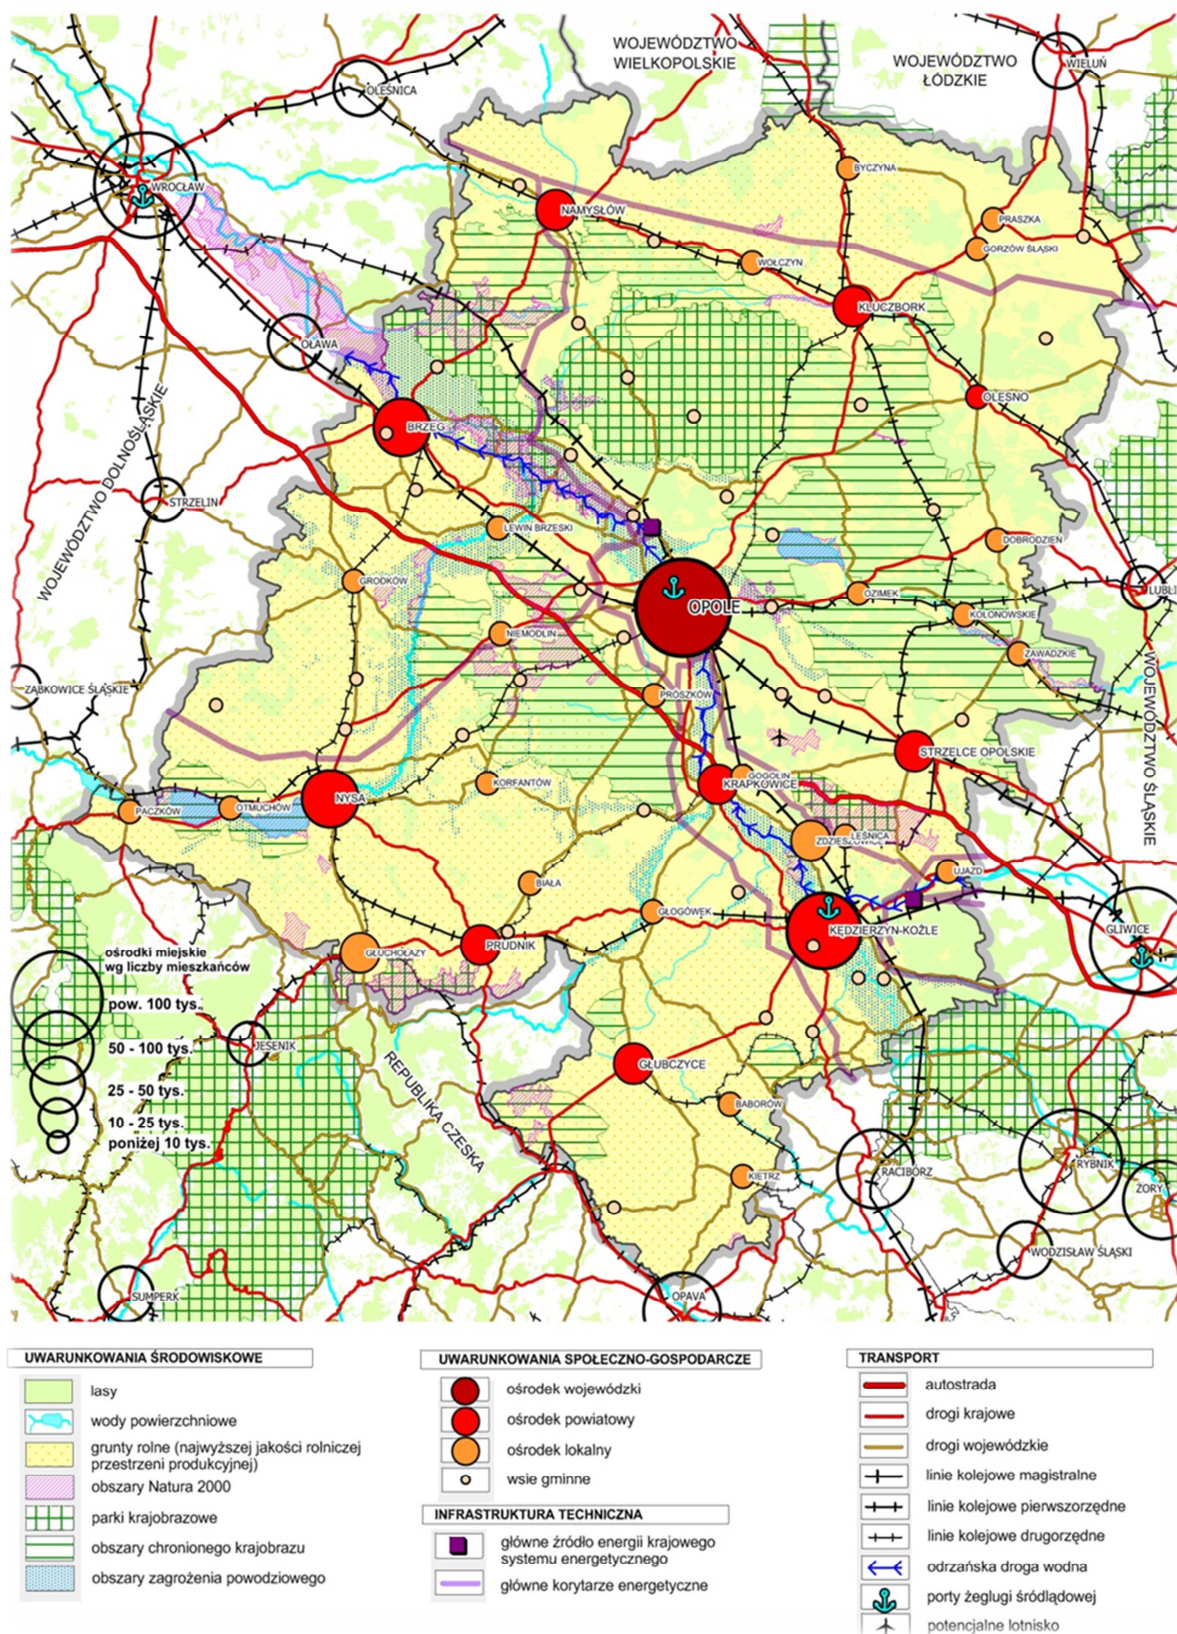 WOJEWÓDZTWO
WIELKOPOLSKIE
WOJEWÓDZTWO
ŁÓDZKIE
WIELUŃ
OLEŚNICA
BYCZYNA
WROCŁAW
NAMYSŁÓW
PRASZKA
GORZÓW ŚLĄSKI
WOŁCZYN
KLUCZBORK
OŁAWA
OLESNO
BRZEG
WOJEWÓDZTWO DOLNOŚLĄSKIE
STRZELIN
LEWIN BRZESKI
DOBRODZIEŃ
GRODKÓW
OPOLE
OZIMEK
LUBLI
KOLONOWSKIE
NIEMODLIN
ZAWADZKIE
ZĄBKOWICE ŚLĄSKIE
PRÓSZKÓW
WOJEWÓDZTWO ŚLĄSKIE
STRZELCE OPOLSKIE
GOGOLIN
KRAPKOWICE
KORFANTÓW
NYSA
OTMUCHÓW
PACZKÓW
LEŚNICA
ZDZIESZOWICE
UJAZD
BIAŁA
GŁOGÓWEK
KĘDZIERZYN-KOŹLE
GLIWICE
PRUDNIK
GŁUCHOŁAZY
ośrodki miejskie
wg liczby mieszkańców
pow. 100 tys.
50 - 100 tys.
25 - 50 tys.
10 - 25 tys.
poniżej 10 tys.
JESENIK
REPUBLIKA CZESKA
GŁUBCZYCE
BABORÓW
KIETRZ
RACIBÓRZ
RYBNIK
ŻORY
WODZISŁAW ŚLĄSKI
SUMPERK
OPAVA
UWARUNKOWANIA ŚRODOWISKOWE
lasy
wody powierzchniowe
grunty rolne (najwyższej jakości rolniczej
przestrzeni produkcyjnej)
obszary Natura 2000
parki krajobrazowe
obszary chronionego krajobrazu
obszary zagrożenia powodziowego
UWARUNKOWANIA SPOŁECZNO-GOSPODARCZE
ośrodek wojewódzki
ośrodek powiatowy
ośrodek lokalny
wsie gminne
INFRASTRUKTURA TECHNICZNA
główne źródło energii krajowego
systemu energetycznego
główne korytarze energetyczne
TRANSPORT
autostrada
drogi krajowe
drogi wojewódzkie
linie kolejowe magistralne
linie kolejowe pierwszorzędne
linie kolejowe drugorzędne
odrzańska droga wodna
porty żeglugi śródlądowej
potencjalne lotnisko